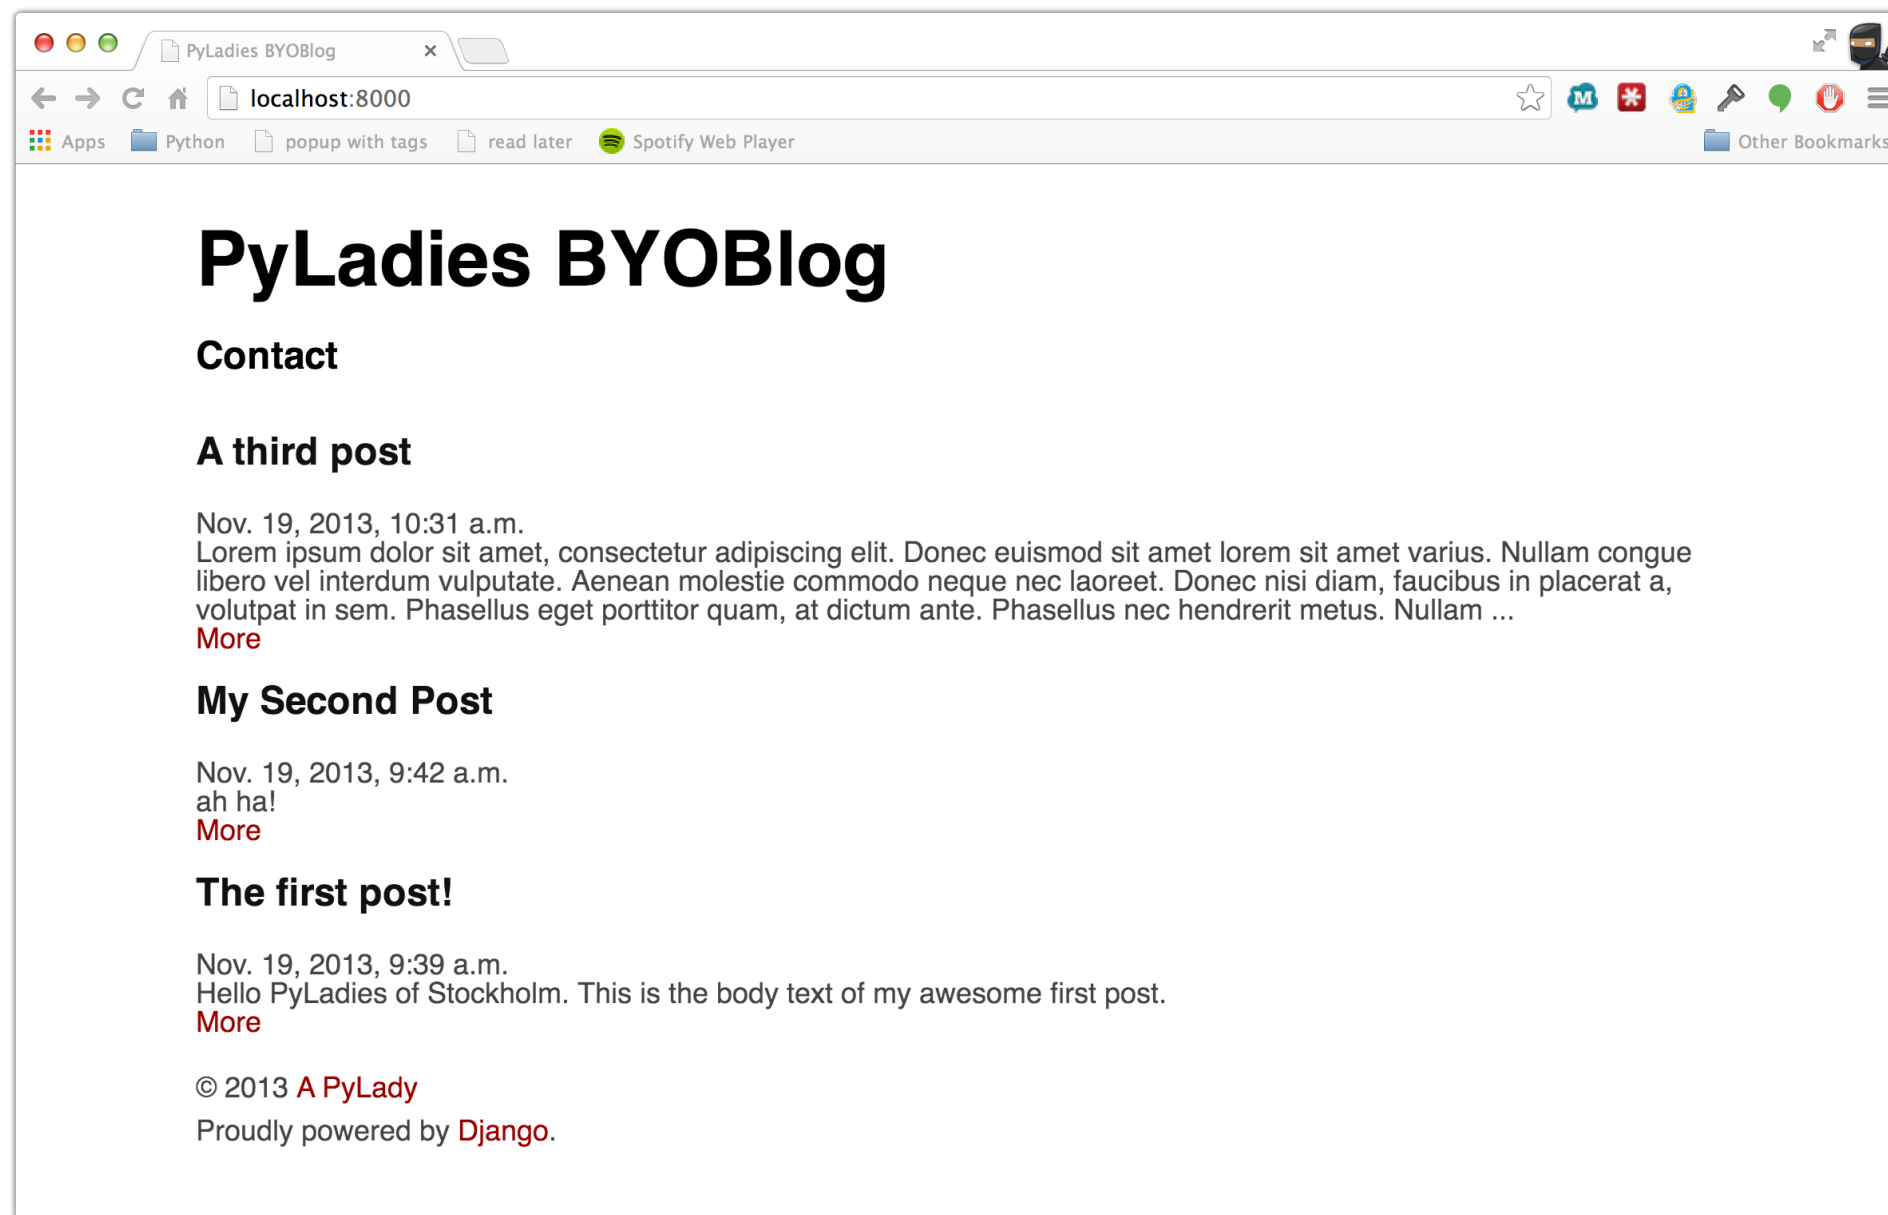 PyLadies BYOBlog
localhost:8000
Apps Python popup with tags read later Spotify Web Player Other Bookmarks
PyLadies BYOBlog
Contact
A third post
Nov. 19, 2013, 10:31 a.m.
Lorem ipsum dolor sit amet, consectetur adipiscing elit. Donec euismod sit amet lorem sit amet varius. Nullam congue
libero vel interdum vulputate. Aenean molestie commodo neque nec laoreet. Donec nisi diam, faucibus in placerat a,
volutpat in sem. Phasellus eget porttitor quam, at dictum ante. Phasellus nec hendrerit metus. Nullam ...
More
My Second Post
Nov. 19, 2013, 9:42 a.m.
ah ha!
More
The first post!
Nov. 19, 2013, 9:39 a.m.
Hello PyLadies of Stockholm. This is the body text of my awesome first post.
More
© 2013 A PyLady
Proudly powered by Django.